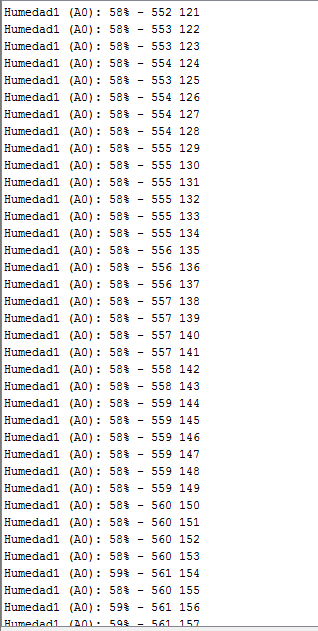 Humedad1 (A0): 58% - 552 121
Humedad1 (A0): 58% - 553 122
Humedad1 (A0): 58% - 553 123
Humedad1 (A0): 58% - 554 124
Humedad1 (A0): 58% - 553 125
Humedad1 (A0): 58% - 554 126
Humedad1 (A0): 58% - 554 127
Humedad1 (A0): 58% - 554 128
Humedad1 (A0): 58% - 555 129
Humedad1 (A0): 58% - 555 130
Humedad1 (A0): 58% - 555 131
Humedad1 (A0): 58% - 555 132
Humedad1 (A0): 58% - 555 133
Humedad1 (A0): 58% - 555 134
Humedad1 (A0): 58% - 556 135
Humedad1 (A0): 58% - 556 136
Humedad1 (A0): 58% - 556 137
Humedad1 (A0): 58% - 557 138
Humedad1 (A0): 58% - 557 139
Humedad1 (A0): 58% - 557 140
Humedad1 (A0): 58% - 557 141
Humedad1 (A0): 58% - 558 142
Humedad1 (A0): 58% - 558 143
Humedad1 (A0): 58% - 559 144
Humedad1 (A0): 58% - 559 145
Humedad1 (A0): 58% - 559 146
Humedad1 (A0): 58% - 559 147
Humedad1 (A0): 58% - 559 148
Humedad1 (A0): 58% - 559 149
Humedad1 (A0): 58% - 560 150
Humedad1 (A0): 58% - 560 151
Humedad1 (A0): 58% - 560 152
Humedad1 (A0): 58% - 560 153
Humedad1 (A0): 59% - 561 154
Humedad1 (A0): 58% - 560 155
Humedad1 (A0): 59% - 561 156
Humedad1 (A0): 59% - 561 157